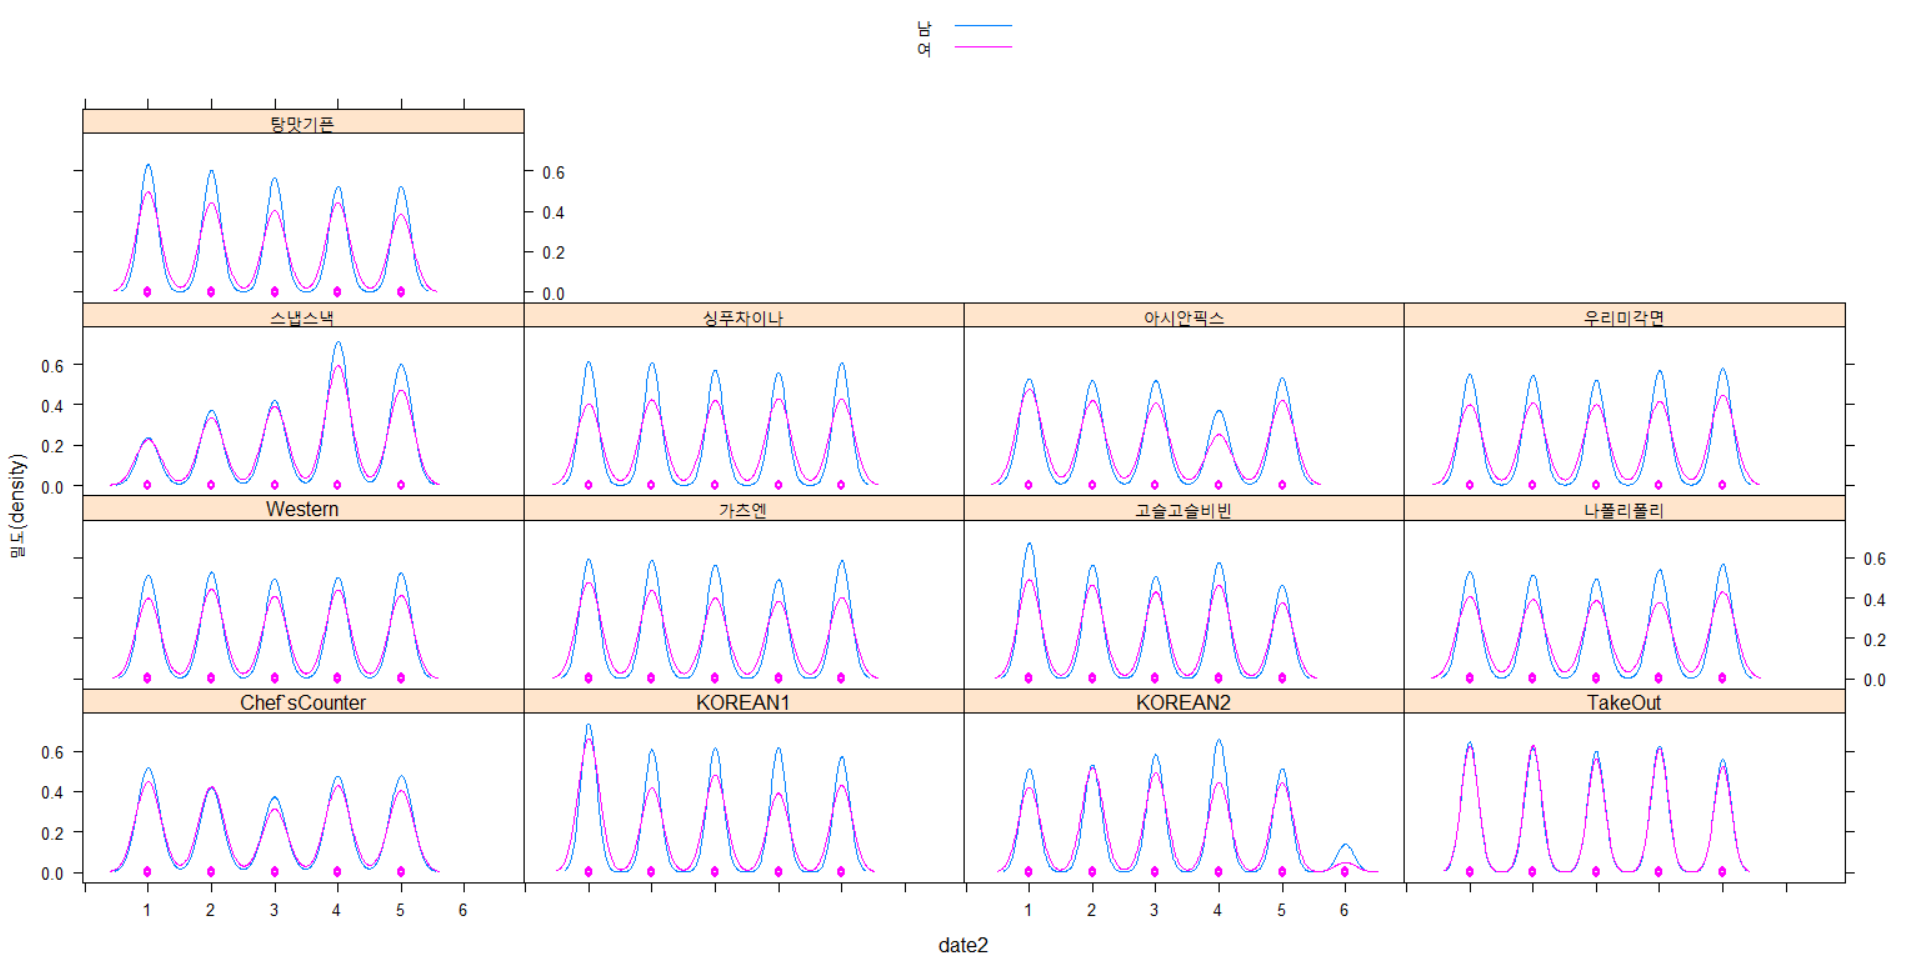 남
여
탕맛기픈
0.6
0.4
0.2
0.0
스냅스낵
싱푸차이나
아시안픽스
우리미각면
0.6
0.4
0.2
0.0
밀도(density)
Western
가츠엔
고슬고슬비빈
나폴리폴리
0.6
0.4
0.2
0.0
Chef`sCounter
KOREAN1
KOREAN2
TakeOut
0.6
0.4
0.2
0.0
1 2 3 4 5 6
1 2 3 4 5 6
date2